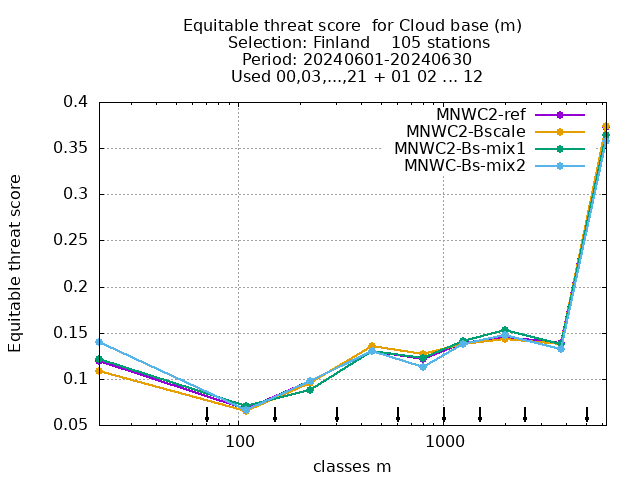 Equitable threat score  for Cloud base (m)
Selection: Finland    105 stations
Period: 20240601-20240630
Used 00,03,...,21 + 01 02 ... 12
MNWC2-ref
MNWC2-Bscale
MNWC2-Bs-mix1
MNWC-Bs-mix2
Equitable threat score
0.4
0.35
0.3
0.25
0.2
0.15
0.1
0.05
100
1000
classes m